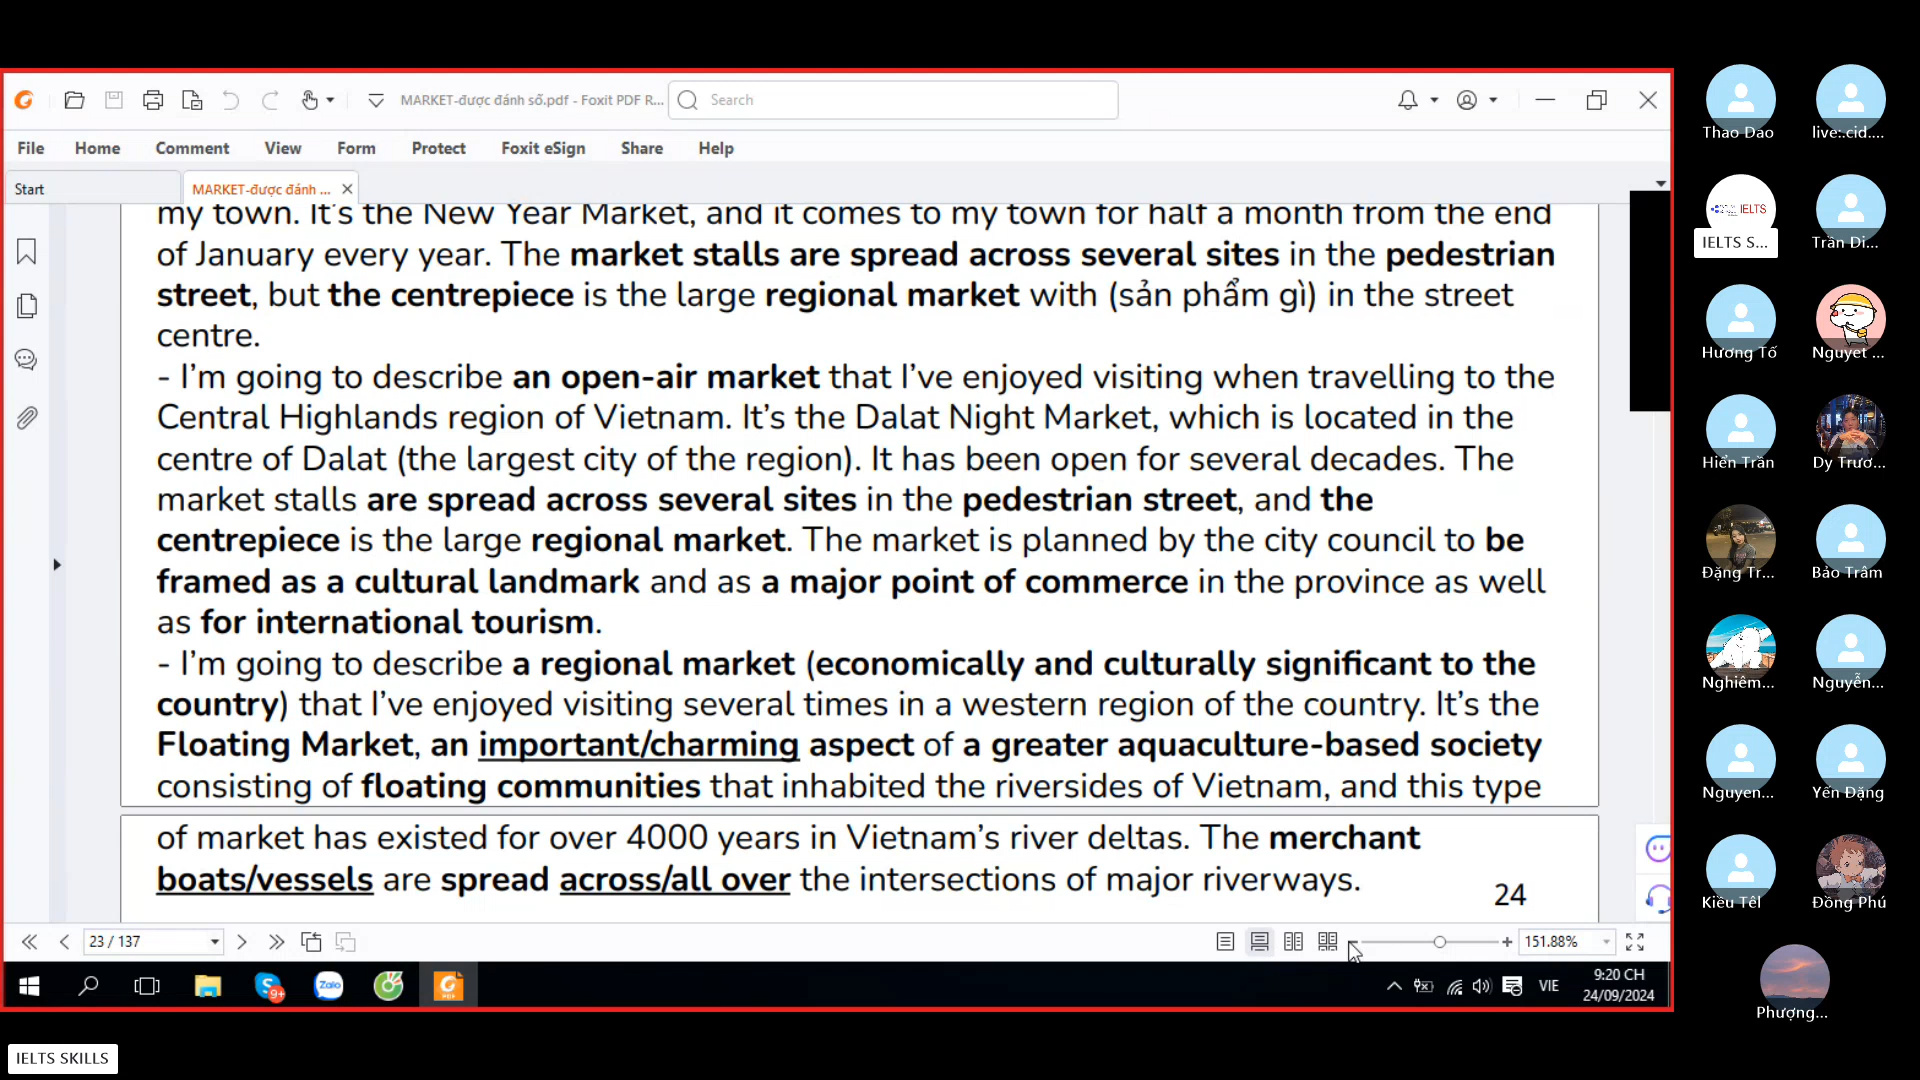 MARKET-được đánh số.pdf - Foxit PDF R...
Search
File Home Comment View Form Protect Foxit eSign Share Help
Start
MARKET-được đánh ...
my town. It's the New Year Market, and it comes to my town for half a month from the end
of January every year. The market stalls are spread across several sites in the pedestrian
street, but the centrepiece is the large regional market with (sản phẩm gì) in the street
centre.
- I'm going to describe an open-air market that I've enjoyed visiting when travelling to the
Central Highlands region of Vietnam. It's the Dalat Night Market, which is located in the
centre of Dalat (the largest city of the region). It has been open for several decades. The
market stalls are spread across several sites in the pedestrian street, and the
centrepiece is the large regional market. The market is planned by the city council to be
framed as a cultural landmark and as a major point of commerce in the province as well
as for international tourism.
- I'm going to describe a regional market (economically and culturally significant to the
country) that I've enjoyed visiting several times in a western region of the country. It's the
Floating Market, an important/charming aspect of a greater aquaculture-based society
consisting of floating communities that inhabited the riversides of Vietnam, and this type
of market has existed for over 4000 years in Vietnam's river deltas. The merchant
boats/vessels are spread across/all over the intersections of major riverways.
24
23 / 137
151.88%
9+
Zalo
PDF
VIE
9:20 CH
24/09/2024
Thao Dao
live:.cid....
IELTS
IELTS S...
Trần Di...
Hương Tô
Nguyet ...
Hiển Trần
Dy Trươ...
Đặng Tr...
Bảo Trâm
Nghiêm...
Nguyễn...
Nguyen...
Yến Đặng
Kiều Têl
Đồng Phú
Phượng...
IELTS SKILLS